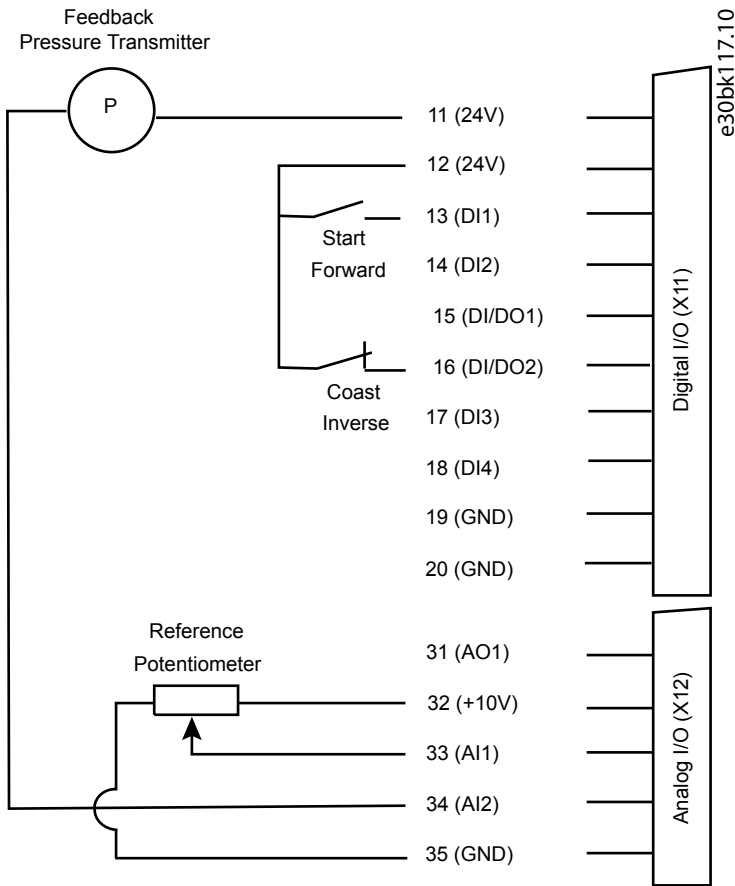 Feedback
Pressure Transmitter
e30bk117.10
P
11 (24V)
12 (24V)
13 (DI1)
Start
Forward
14 (DI2)
15 (DI/DO1)
16 (DI/DO2)
Coast
Inverse
17 (DI3)
18 (DI4)
19 (GND)
20 (GND)
Digital I/O (X11)
Reference
Potentiometer
31 (AO1)
32 (+10V)
33 (AI1)
34 (AI2)
35 (GND)
Analog I/O (X12)